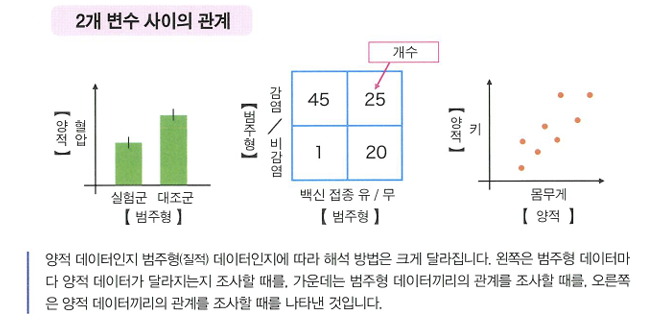 2개 변수 사이의 관계
개수
【양적】
혈압
실험군 대조군
【 범주형 】
【범주형】
감염 / 비감염
45 25
1 20
백신 접종 유 / 무
【 범주형 】
【양적】
키
몸무게
【 양적 】
양적 데이터인지 범주형(질적) 데이터인지에 따라 해석 방법은 크게 달라집니다. 왼쪽은 범주형 데이터마
다 양적 데이터가 달라지는지 조사할 때를, 가운데는 범주형 데이터끼리의 관계를 조사할 때를, 오른쪽
은 양적 데이터끼리의 관계를 조사할 때를 나타낸 것입니다.